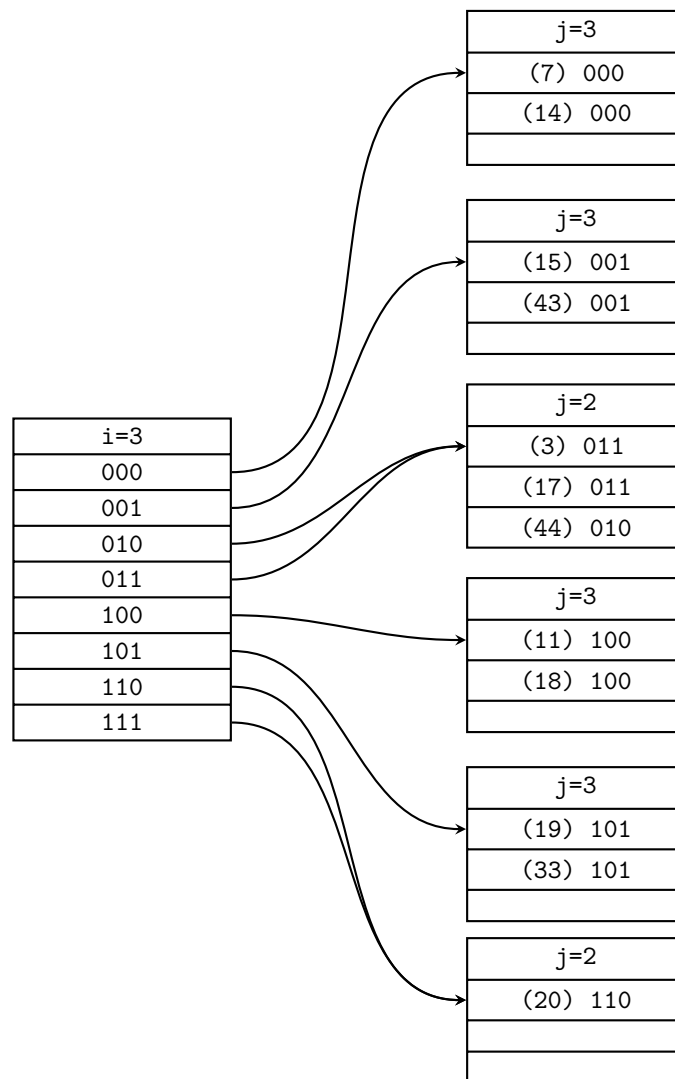 i=3
000
001
010
011
100
101
110
111
j=3
(7) 000
(14) 000
j=3
(15) 001
(43) 001
j=2
(3) 011
(17) 011
(44) 010
j=3
(11) 100
(18) 100
j=3
(19) 101
(33) 101
j=2
(20) 110